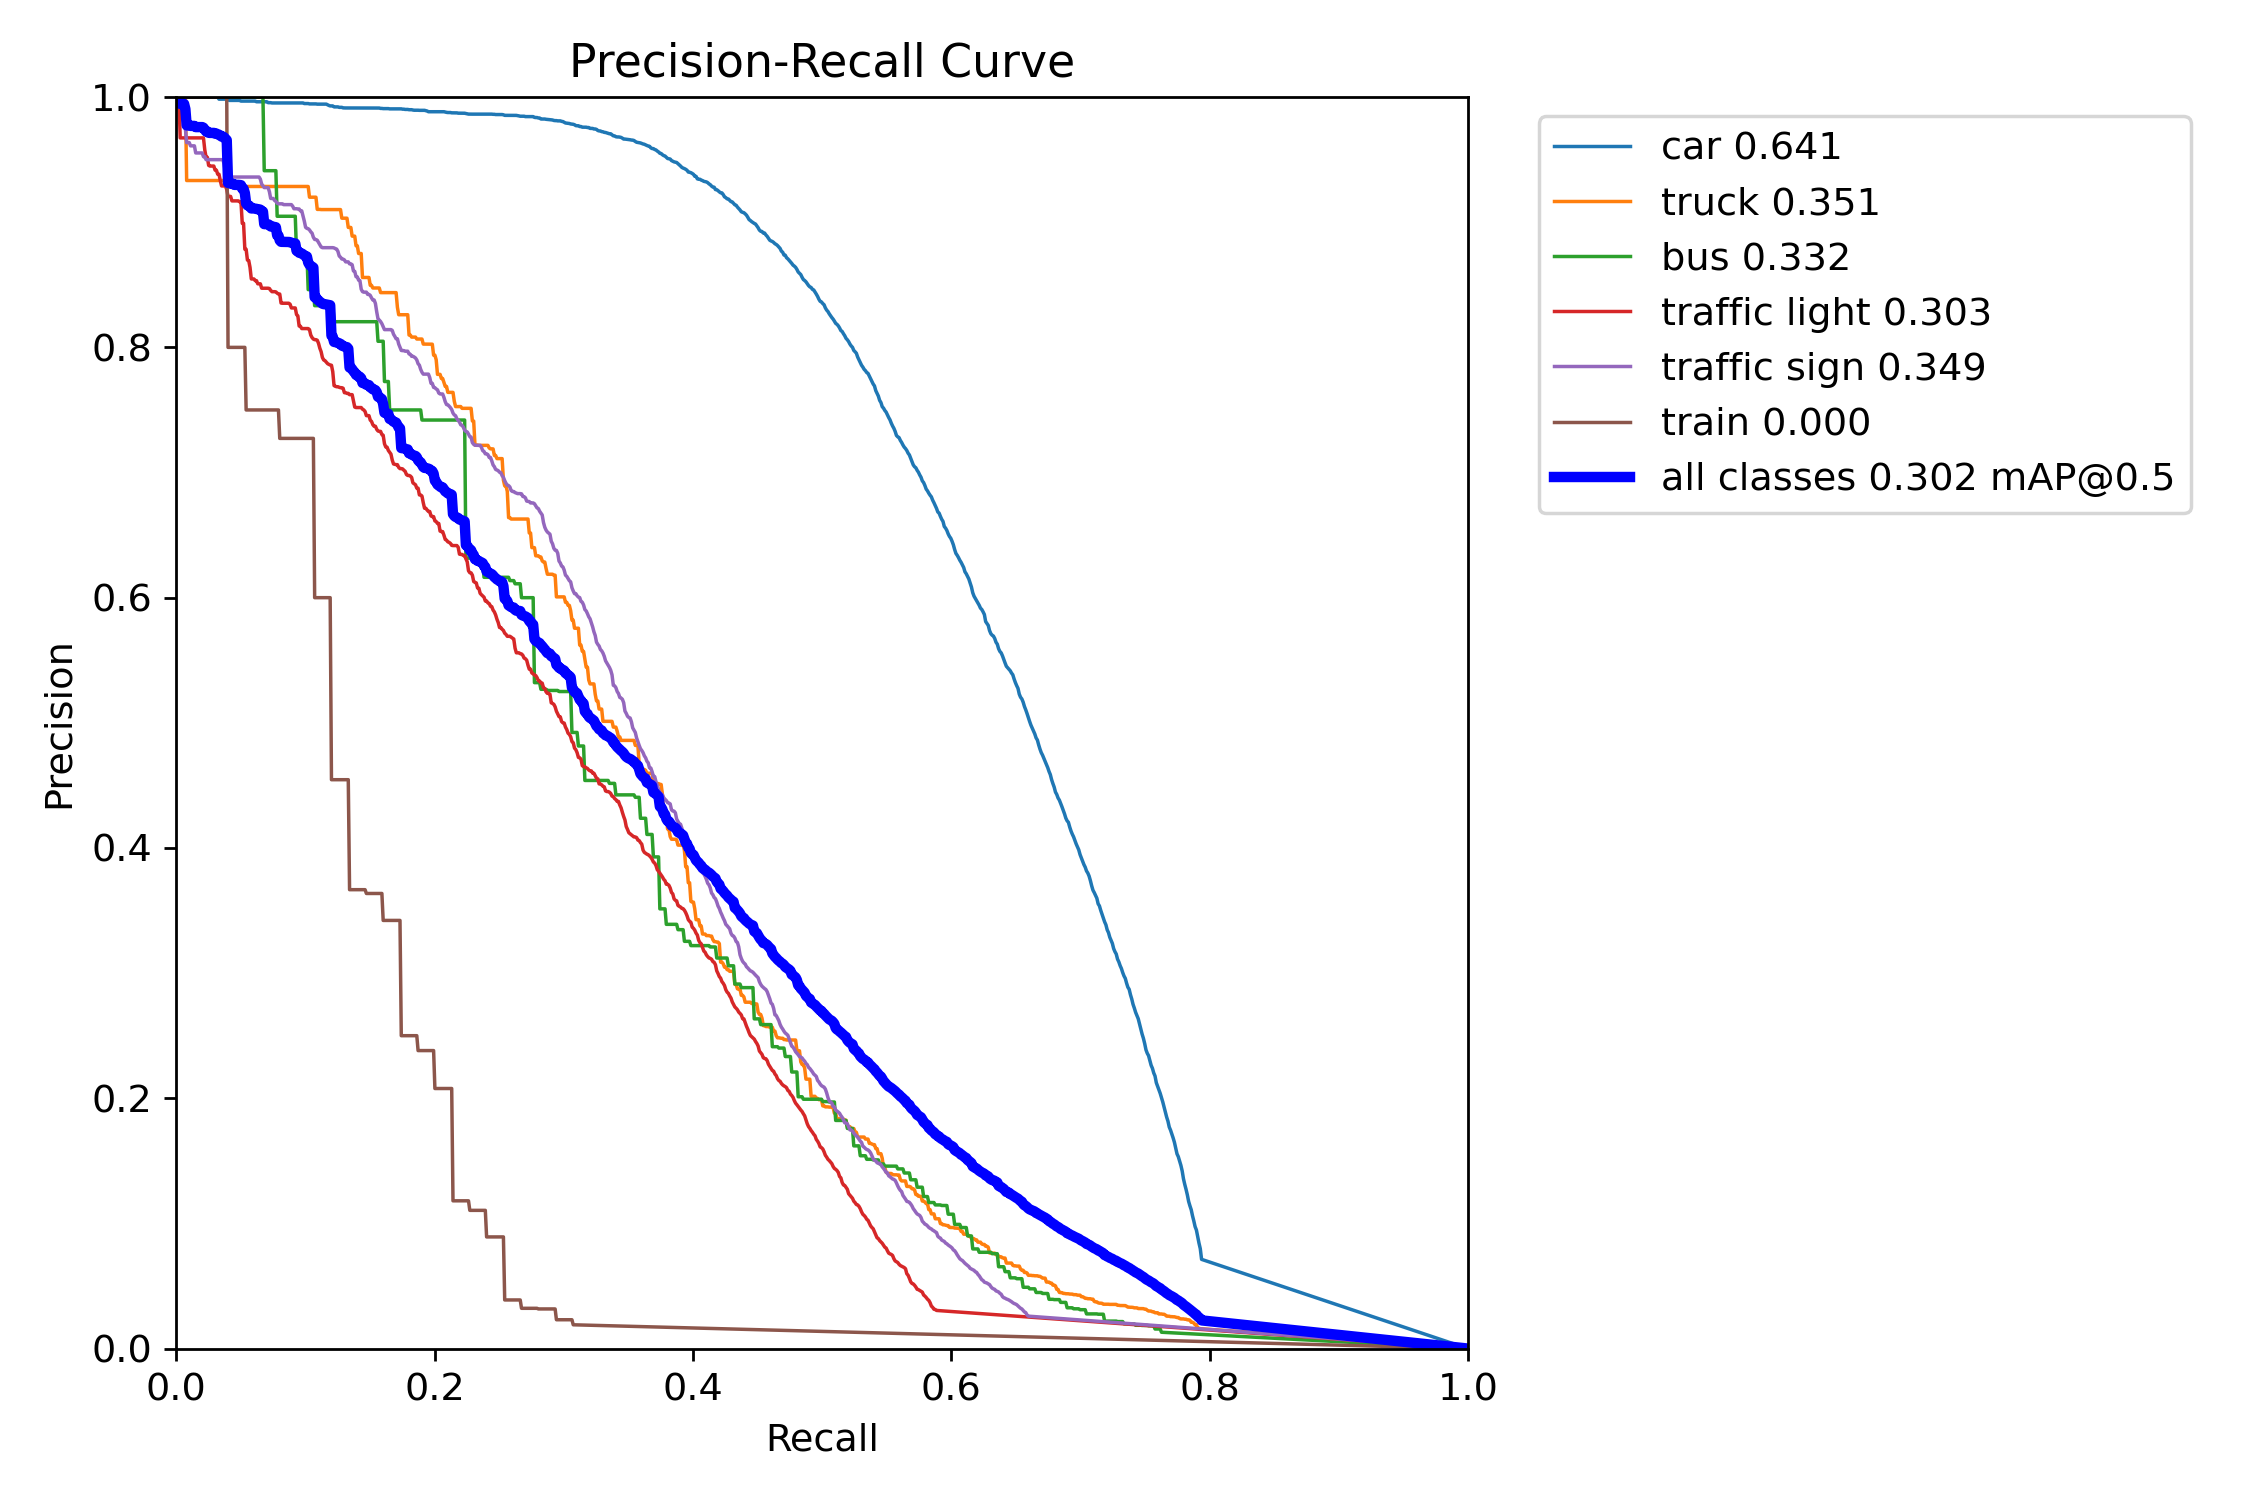 Precision-Recall Curve
1.0
0.8
0.6
0.4
0.2
0.0
Precision
0.0 0.2 0.4 0.6 0.8 1.0
Recall
car 0.641
truck 0.351
bus 0.332
traffic light 0.303
traffic sign 0.349
train 0.000
all classes 0.302 mAP@0.5